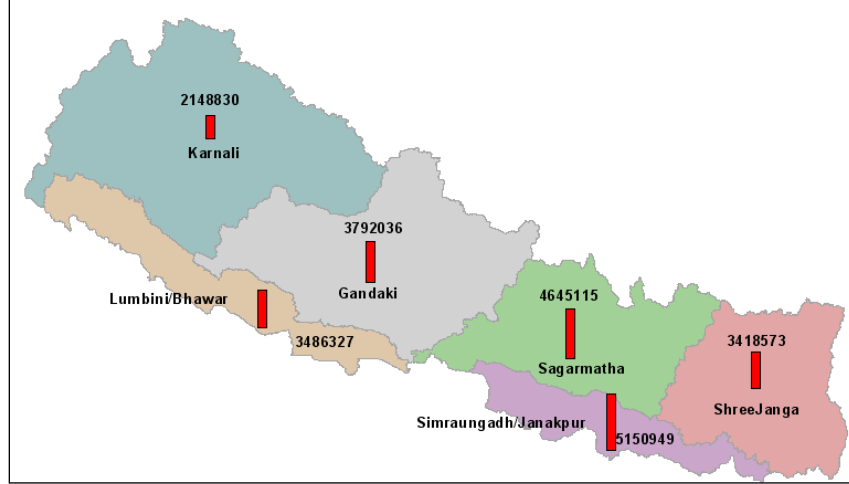 2148830
Karnali
3792036
Gandaki
Lumbini/Bhawar
3486327
4645115
Sagarmatha
3418573
ShreeJanga
Simraungadh/Janakpur
5150949